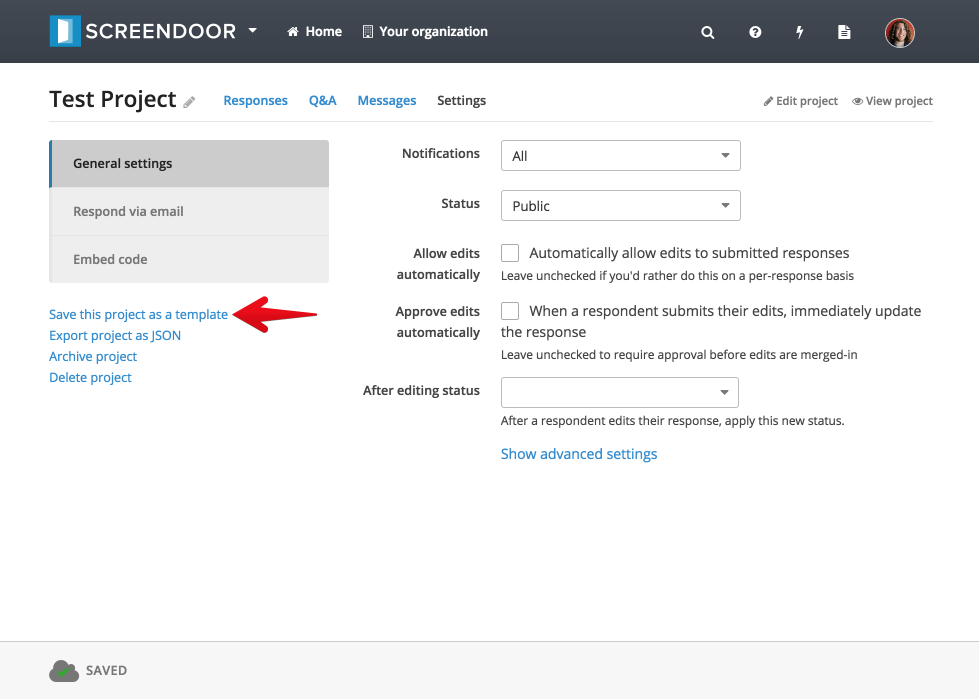 SCREENDOOR Home Your organization
Test Project Responses Q&A Messages Settings Edit project View project
General settings
Respond via email
Embed code
Save this project as a template
Export project as JSON
Archive project
Delete project
Notifications All
Status Public
Allow edits
automatically
Automatically allow edits to submitted responses
Leave unchecked if you'd rather do this on a per-response basis
Approve edits
automatically
When a respondent submits their edits, immediately update
the response
Leave unchecked to require approval before edits are merged-in
After editing status
After a respondent edits their response, apply this new status.
Show advanced settings
SAVED